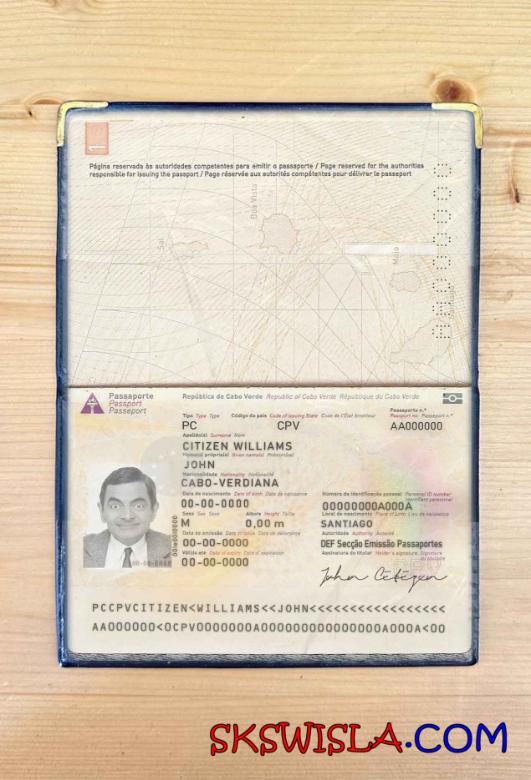 Página reservada às autoridades competentes para emitir o passaporte / Page reserved for the authorities
responsible for issuing the passport / Page réservée aux autorités compétentes pour délivrer le passeport
Boa Vista
Sal
Maio
Passaporte
Passport
Passeport
República de Cabo Verde Republic of Cabo Verde République du Cabo Verde
Tipo Type Type Código do país Code of issuing State Code de l'État émetteur Passaporte n.° Passport no. Passeport n.°
PC CPV AA000000
Apelido(s) Surname Nom
CITIZEN WILLIAMS
Nome(s) próprio(s) Given name(s) Prénom(s)
JOHN
Nacionalidade Nationality Nationalité
CABO-VERDIANA
Data de nascimento Date of birth Date de naissance Número de identificação pessoal Personal ID number
00-00-0000 00000000A000A
Sexo Sex Sexe Altura Height Taille Local de nascimento Place of birth Lieu de naissance
M 0,00 m SANTIAGO
Data de emissão Date of issue Date de délivrance Autoridade Authority Autorité
00-00-0000 DEF Secção Emissão Passaportes
Válido até Date of expiry Date d'expiration Assinatura do titular Holder's signature Signature du titulaire
00-00-0000
John Citizen
PCCPVCITIZEN<WILLIAMS<<JOHN<<<<<<<<<<<<<<<<<
AA000000<0CPV0000000A000000000000000A000A<00
SKSWISLA.COM